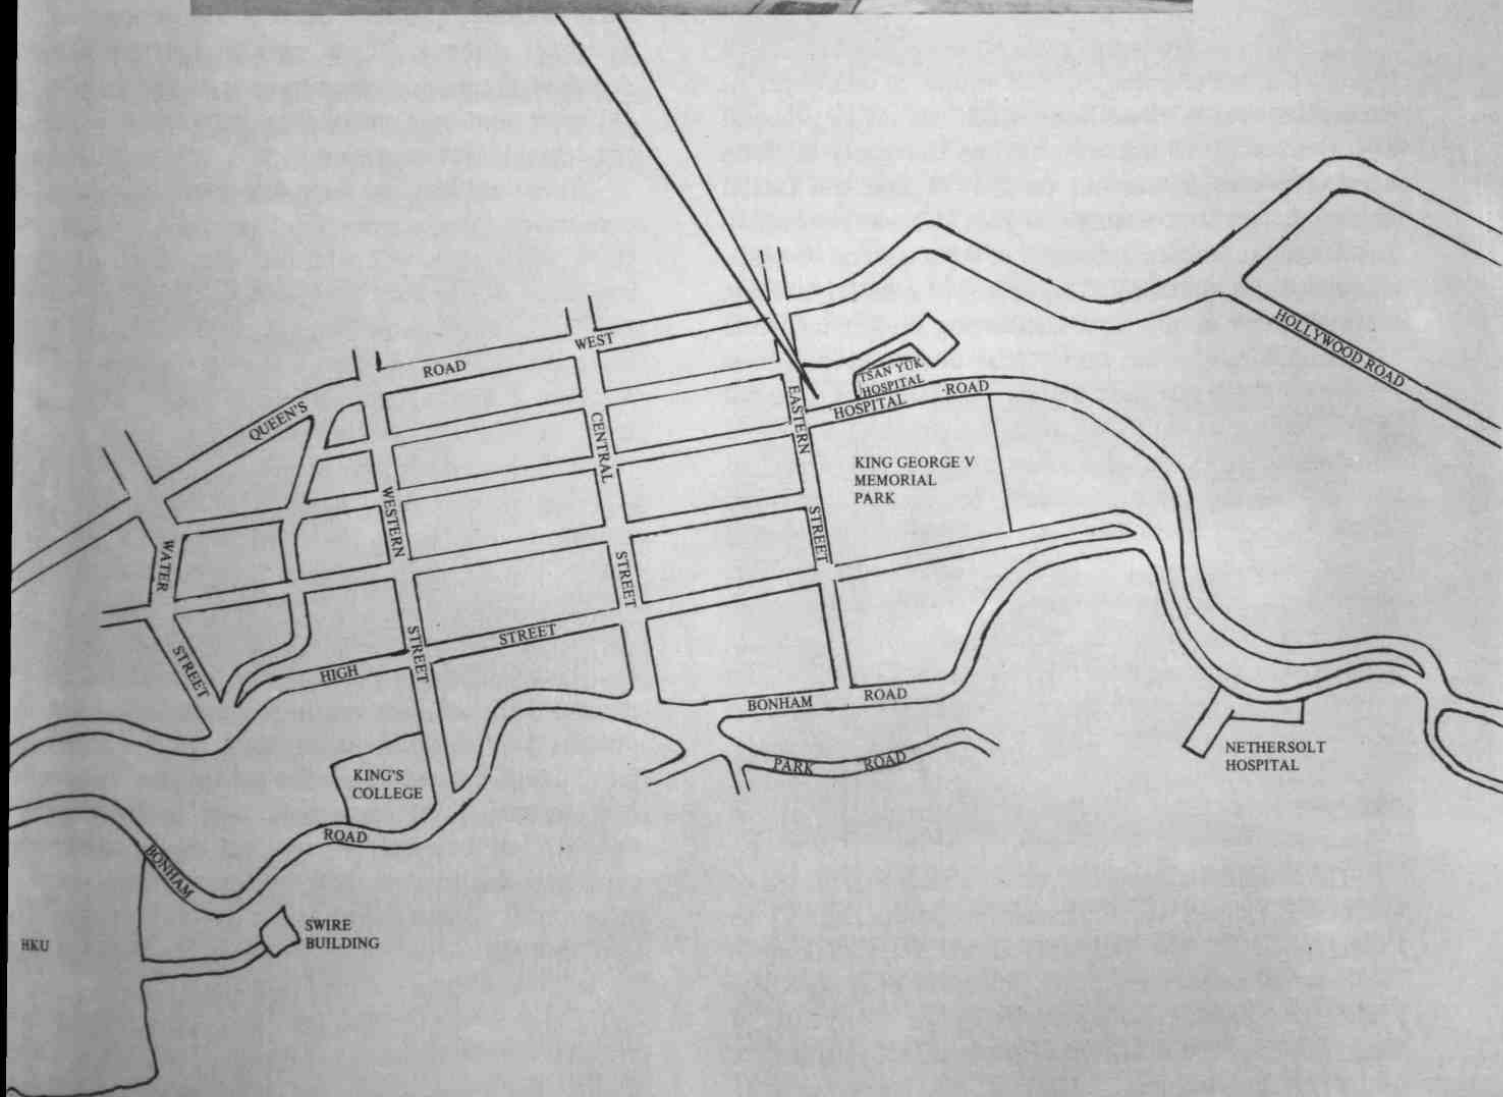 HOLLYWOOD ROAD
QUEEN'S
ROAD
WEST
TSAN YUK
HOSPITAL
HOSPITAL
ROAD
KING GEORGE V
MEMORIAL
PARK
WATER
STREET
WESTERN
STREET
CENTRAL
STREET
EASTERN
STREET
HIGH
STREET
BONHAM
ROAD
PARK
ROAD
NETHERSOLT
HOSPITAL
KING'S
COLLEGE
BONHAM
ROAD
SWIRE
BUILDING
HKU